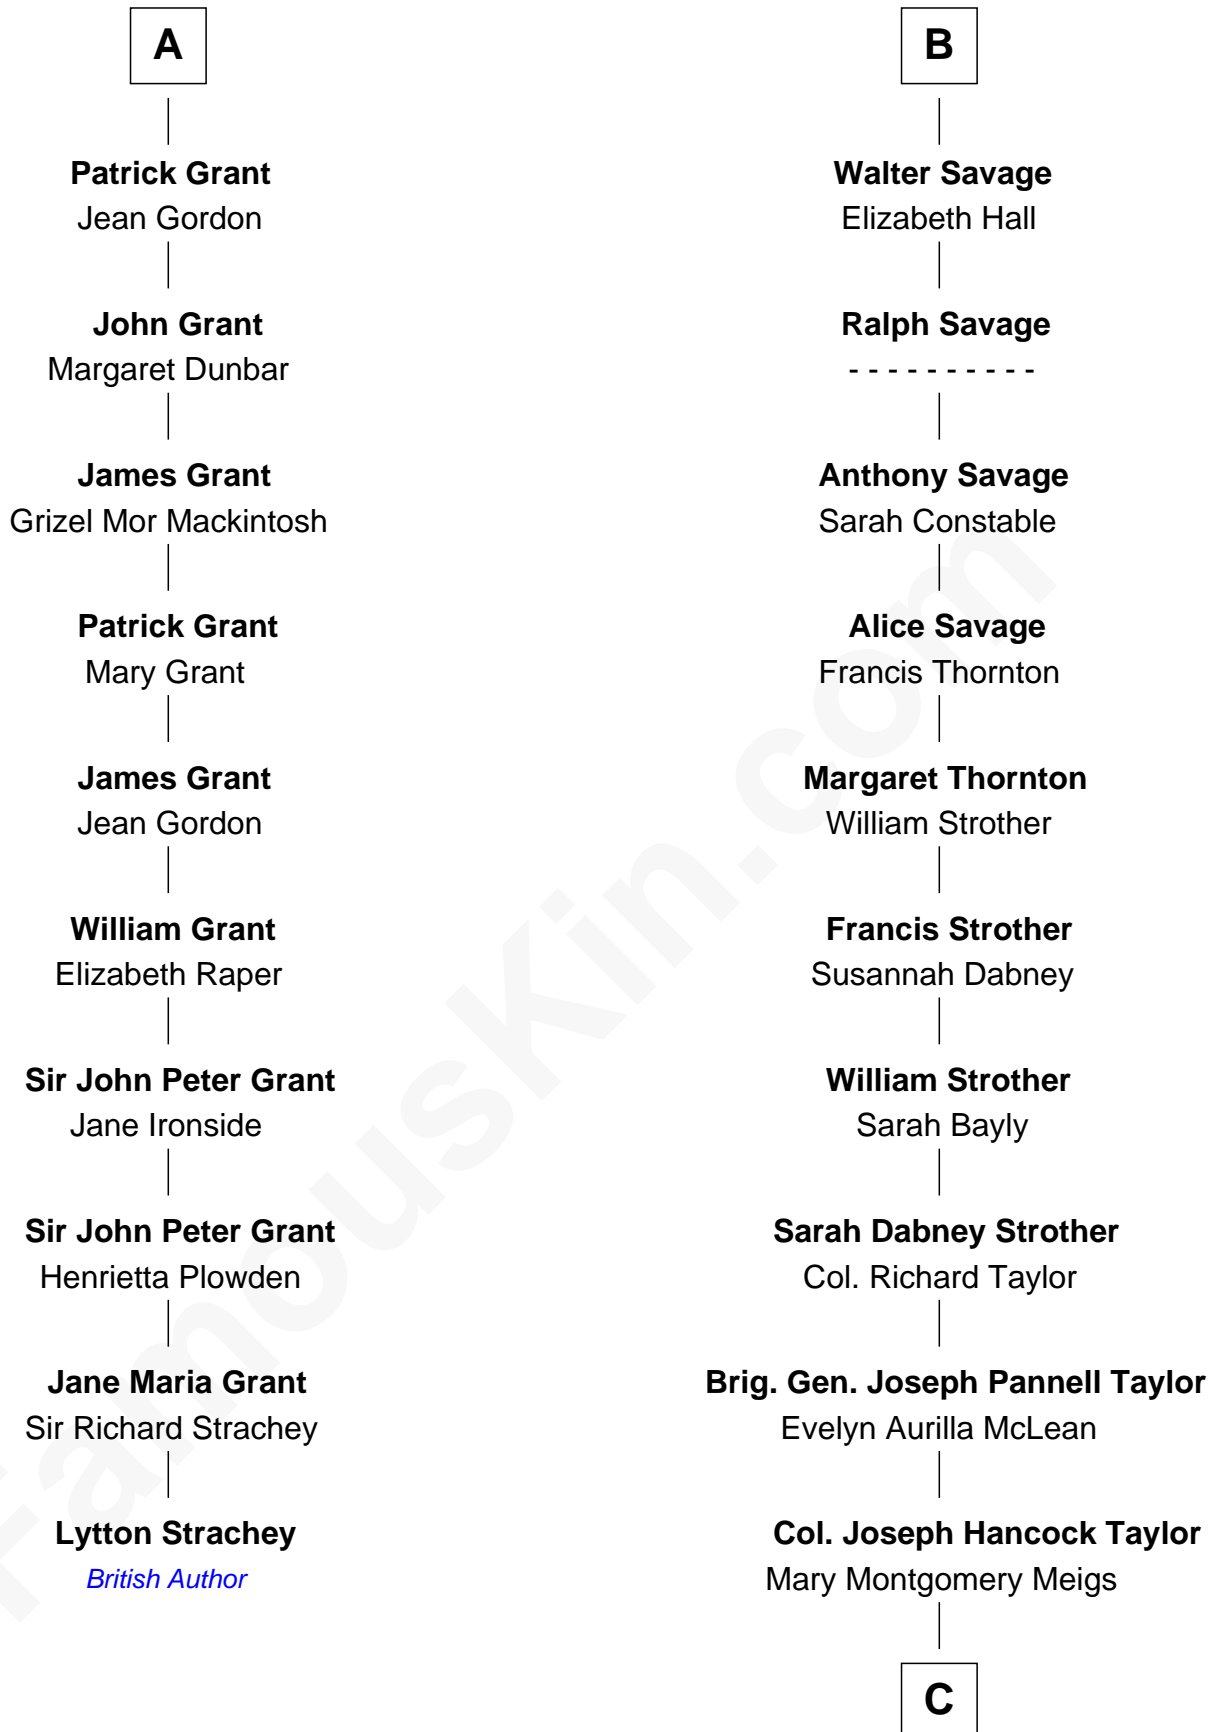 A
Patrick Grant
Jean Gordon
John Grant
Margaret Dunbar
James Grant
Grizel Mor Mackintosh
Patrick Grant
Mary Grant
James Grant
Jean Gordon
William Grant
Elizabeth Raper
Sir John Peter Grant
Jane Ironside
Sir John Peter Grant
Henrietta Plowden
Jane Maria Grant
Sir Richard Strachey
Lytton Strachey
British Author
B
Walter Savage
Elizabeth Hall
Ralph Savage
- - - - - - - - - -
Anthony Savage
Sarah Constable
Alice Savage
Francis Thornton
Margaret Thornton
William Strother
Francis Strother
Susannah Dabney
William Strother
Sarah Bayly
Sarah Dabney Strother
Col. Richard Taylor
Brig. Gen. Joseph Pannell Taylor
Evelyn Aurilla McLean
Col. Joseph Hancock Taylor
Mary Montgomery Meigs
C
FamousKin.com